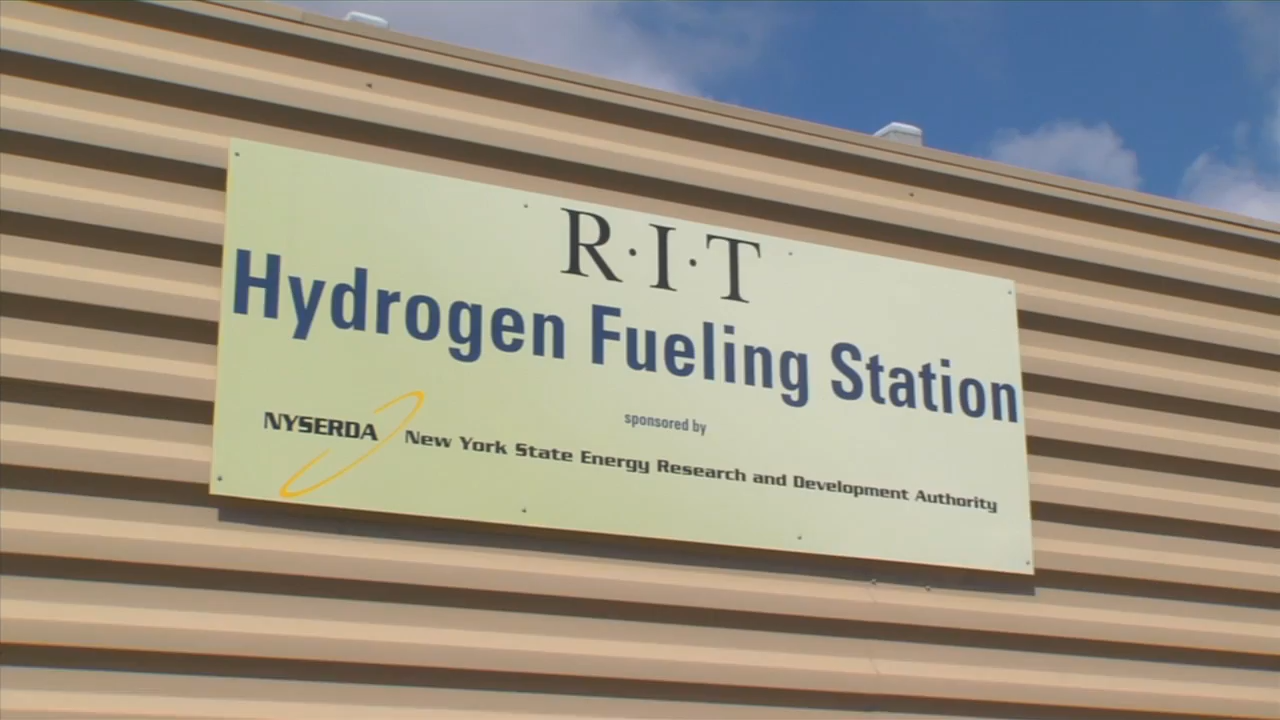 R·I·T
Hydrogen Fueling Station
sponsored by
NYSERDA New York State Energy Research and Development Authority